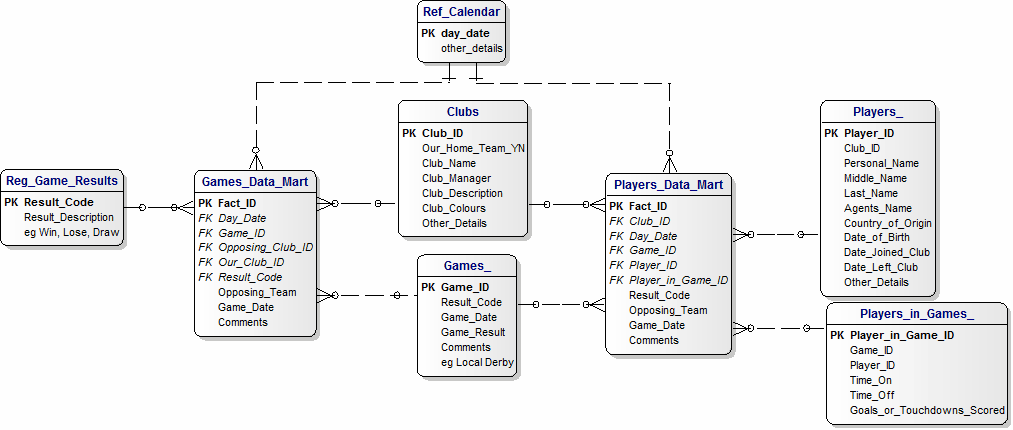 Ref_Calendar
PK day_date
other_details
Clubs
PK Club_ID
Our_Home_Team_YN
Club_Name
Club_Manager
Club_Description
Club_Colours
Other_Details
Players_
PK Player_ID
Club_ID
Personal_Name
Middle_Name
Last_Name
Agents_Name
Country_of_Origin
Date_of_Birth
Date_Joined_Club
Date_Left_Club
Other_Details
Reg_Game_Results
PK Result_Code
Result_Description
eg Win, Lose, Draw
Games_Data_Mart
PK Fact_ID
FK Day_Date
FK Game_ID
FK Opposing_Club_ID
FK Our_Club_ID
FK Result_Code
Opposing_Team
Game_Date
Comments
Players_Data_Mart
PK Fact_ID
FK Club_ID
FK Day_Date
FK Game_ID
FK Player_ID
FK Player_in_Game_ID
Result_Code
Opposing_Team
Game_Date
Comments
Games_
PK Game_ID
Result_Code
Game_Date
Game_Result
Comments
eg Local Derby
Players_in_Games_
PK Player_in_Game_ID
Game_ID
Player_ID
Time_On
Time_Off
Goals_or_Touchdowns_Scored